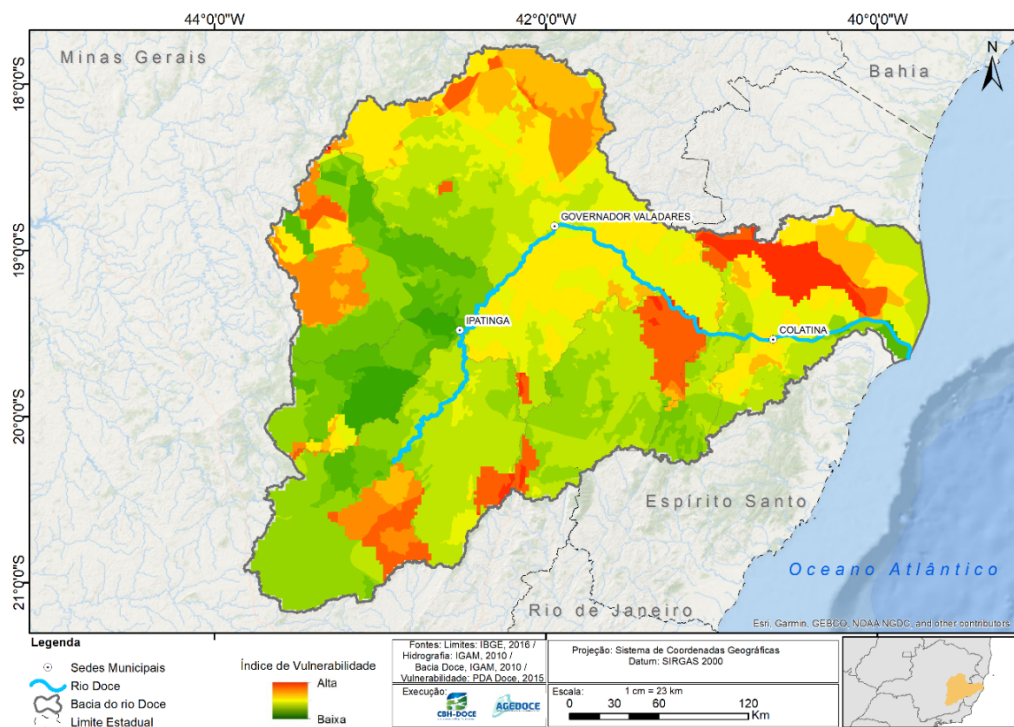 44°0'0"W 42°0'0"W 40°0'0"W
Minas Gerais
Bahia
N
18°0'0"S
19°0'0"S
20°0'0"S
21°0'0"S
GOVERNADOR VALADARES
IPATINGA
COLATINA
Espírito Santo
Oceano Atlântico
Rio de Janeiro
Esri, Garmin, GEBCO, NOAA NGDC, and other contributors
Legenda
Sedes Municipais
Rio Doce
Bacia do rio Doce
Limite Estadual
Índice de Vulnerabilidade
Alta
Baixa
Fontes: Limites: IBGE, 2016 /
Hidrografia: IGAM, 2010 /
Bacia Doce, IGAM, 2010 /
Vulnerabilidade: PDA Doce, 2015
Execução:
CBH-DOCE
AGEDOCE
Projeção: Sistema de Coordenadas Geográficas
Datum: SIRGAS 2000
Escala: 1 cm = 23 km
0 30 60 120
Km